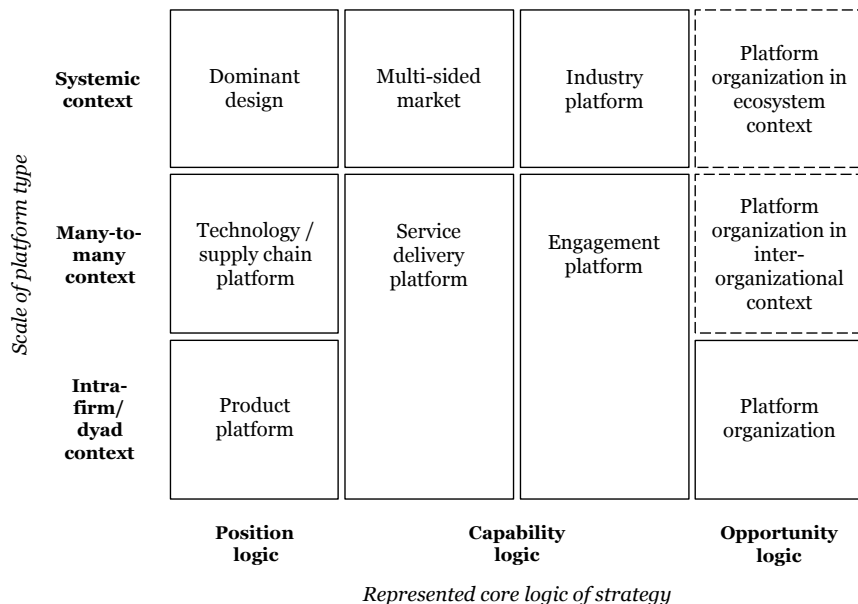 Scale of platform type
Systemic
context
Dominant
design
Multi-sided
market
Industry
platform
Platform
organization in
ecosystem
context
Many-to-
many
context
Technology /
supply chain
platform
Service
delivery
platform
Engagement
platform
Platform
organization in
inter-
organizational
context
Intra-
firm/
dyad
context
Product
platform
Platform
organization
Position
logic
Capability
logic
Opportunity
logic
Represented core logic of strategy